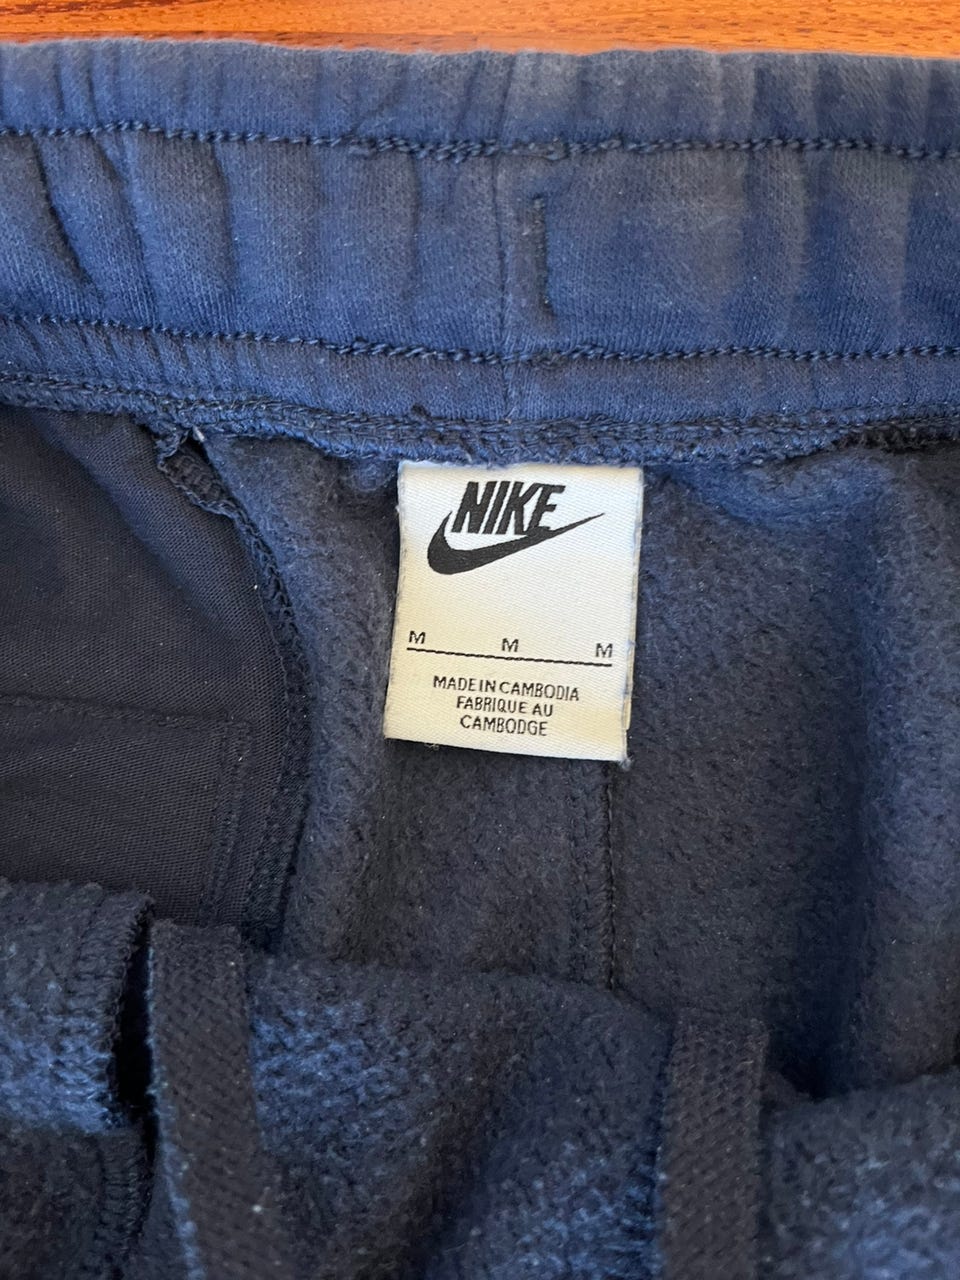 NIKE
M M M
MADE IN CAMBODIA
FABRIQUE AU
CAMBODGE